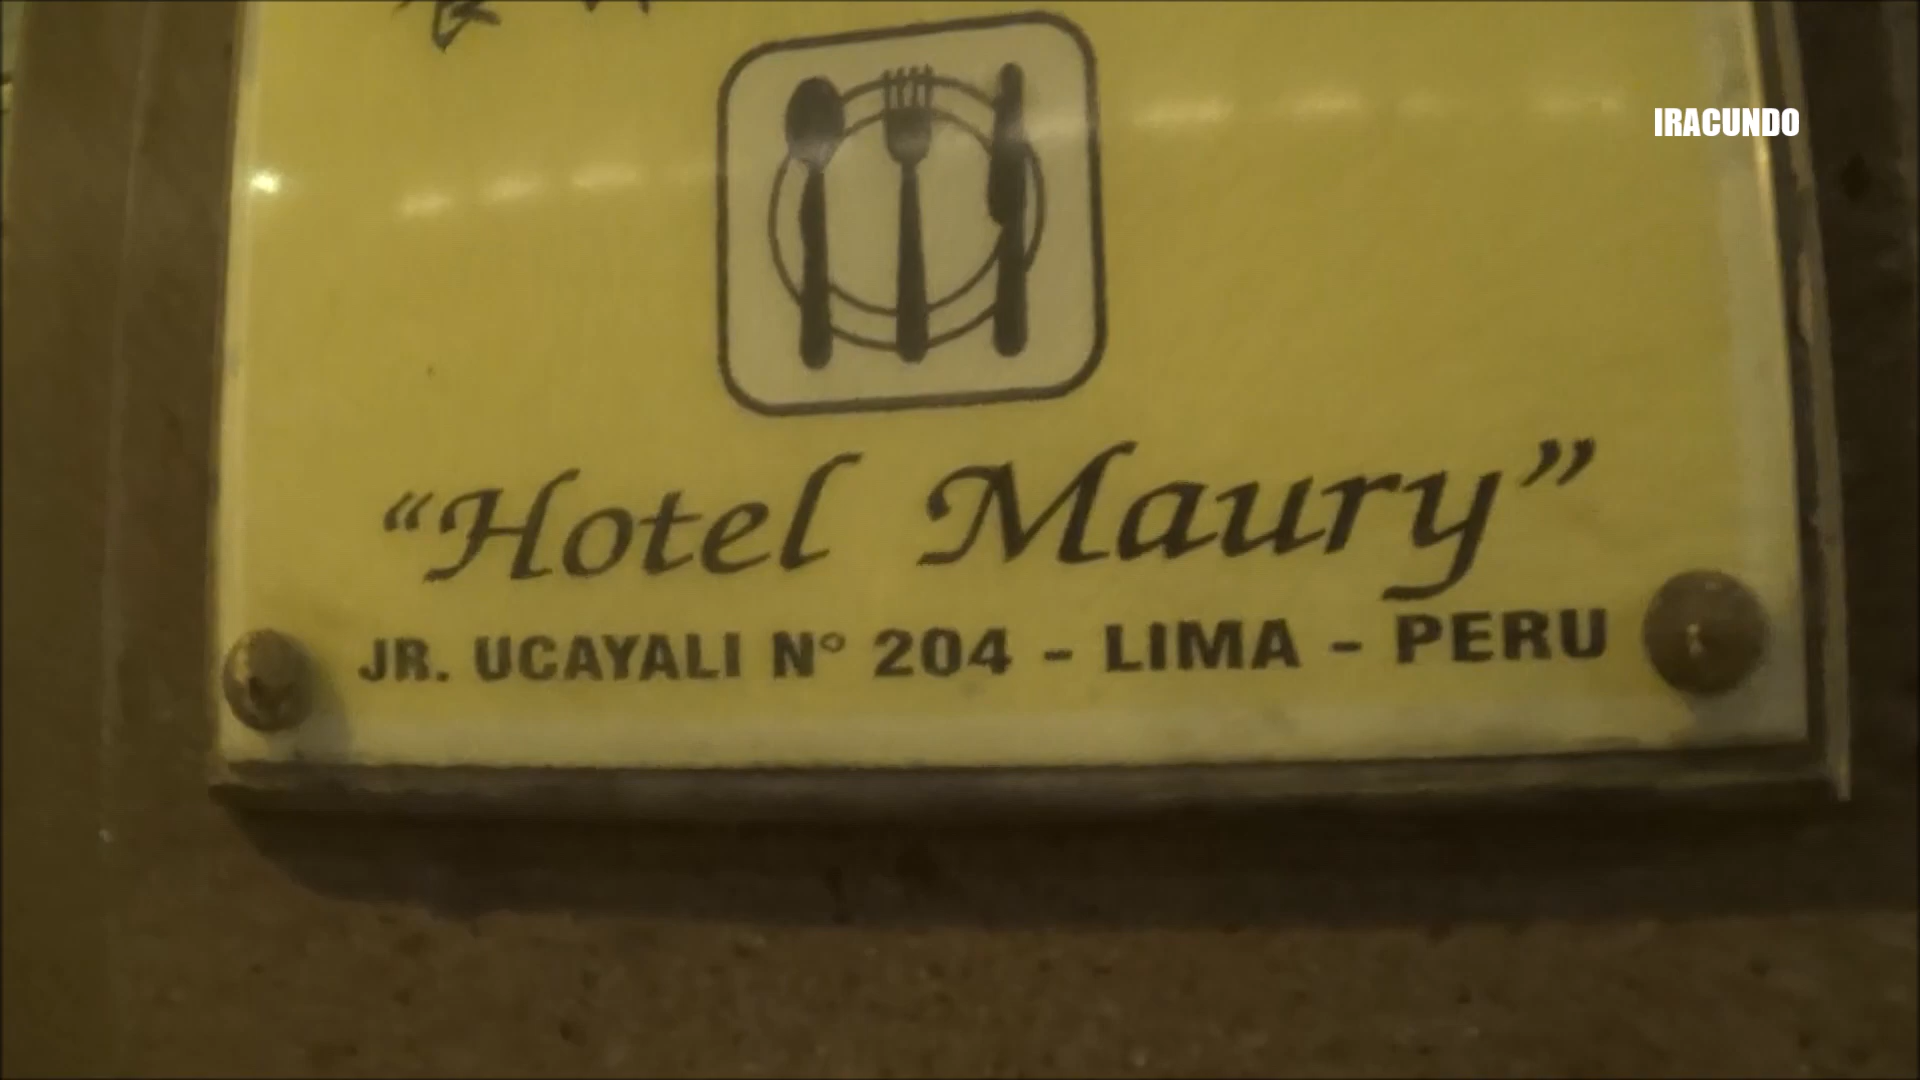 IRACUNDO
“Hotel Maury”
JR. UCAYALI N° 204 - LIMA - PERU